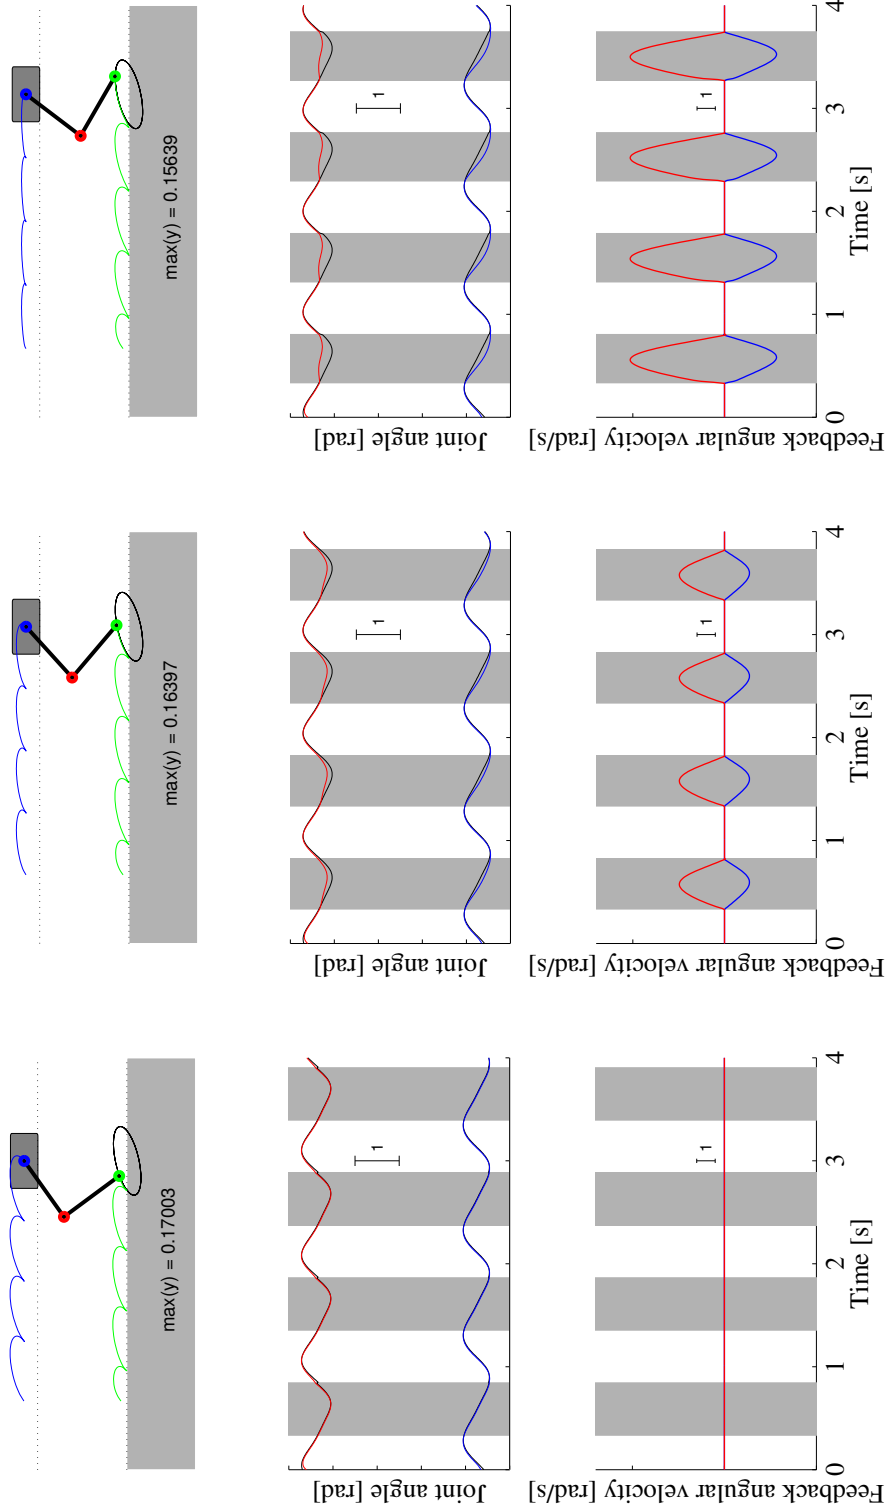 max(y) = 0.17003
max(y) = 0.16397
max(y) = 0.15639
Joint angle [rad]
1
Joint angle [rad]
1
Joint angle [rad]
1
Feedback angular velocity [rad/s]
1
Feedback angular velocity [rad/s]
1
Feedback angular velocity [rad/s]
1
0 1 2 3 4
0 1 2 3 4
0 1 2 3 4
Time [s]
Time [s]
Time [s]